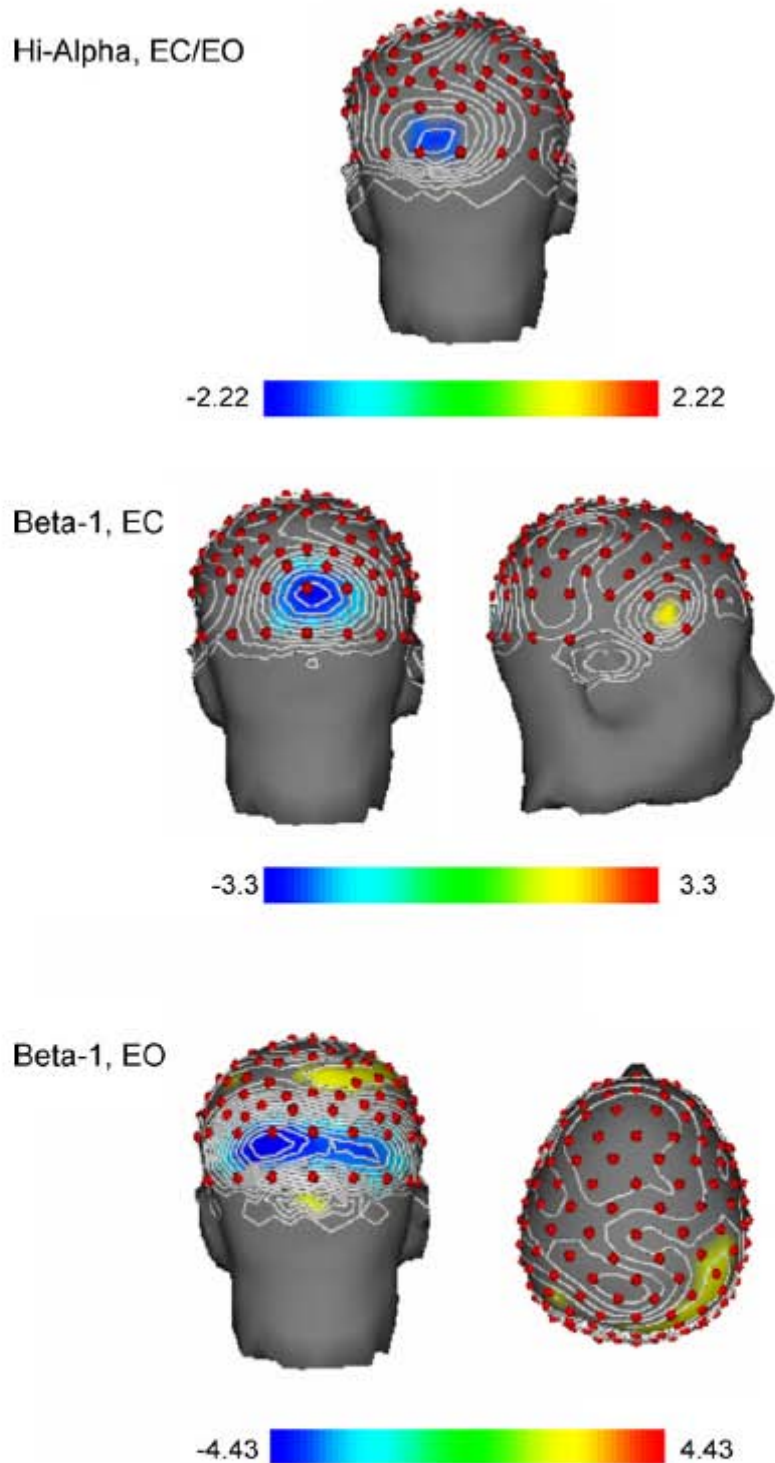 Hi-Alpha, EC/EO
-2.22 2.22
Beta-1, EC
-3.3 3.3
Beta-1, EO
-4.43 4.43